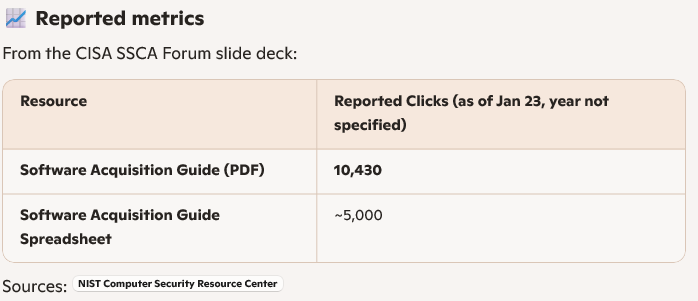 Reported metrics
From the CISA SSCA Forum slide deck:
Resource
Reported Clicks (as of Jan 23, year not
specified)
Software Acquisition Guide (PDF)
10,430
Software Acquisition Guide
Spreadsheet
~5,000
Sources: NIST Computer Security Resource Center